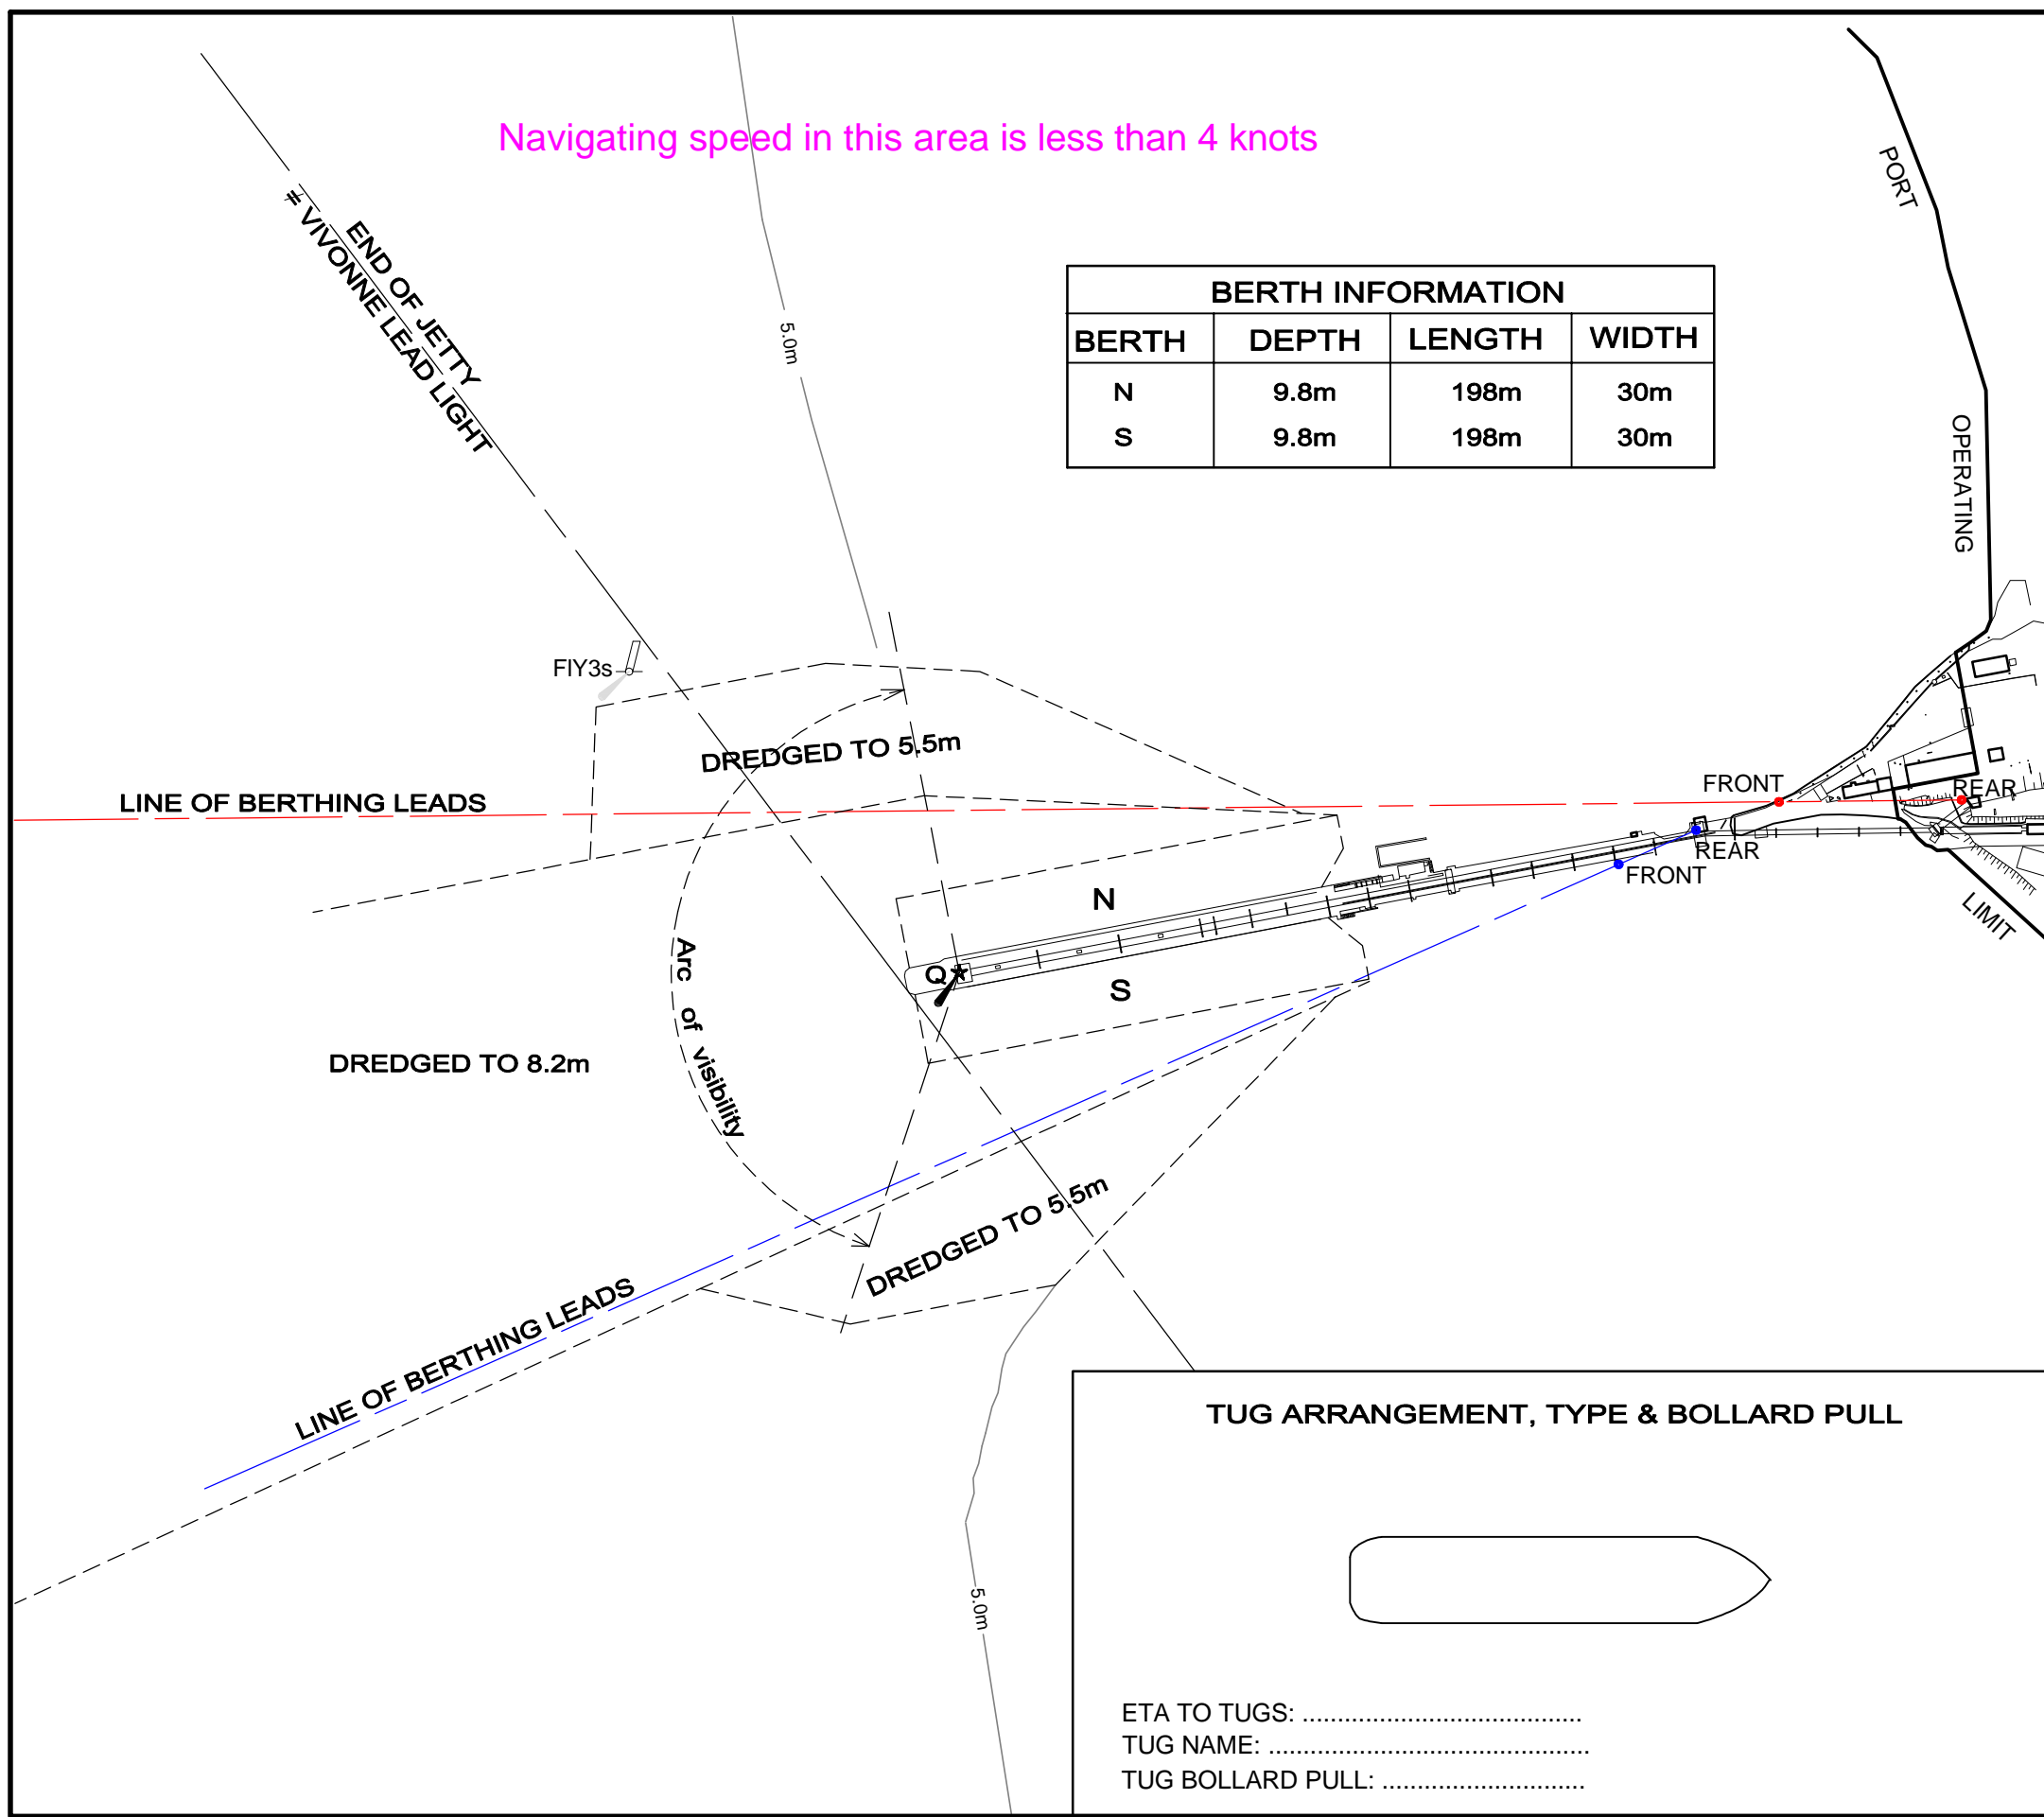 Navigating speed in this area is less than 4 knots
PORT
END OF JETTY
≠ VIVONNE LEAD LIGHT
5.0m
BERTH INFORMATION
BERTH DEPTH LENGTH WIDTH
N 9.8m 198m 30m
S 9.8m 198m 30m
OPERATING
FlY3s
DREDGED TO 5.5m
LINE OF BERTHING LEADS
FRONT
REAR
REAR
FRONT
N
LIMIT
Q
S
Arc of visibility
DREDGED TO 8.2m
DREDGED TO 5.5m
LINE OF BERTHING LEADS
5.0m
TUG ARRANGEMENT, TYPE & BOLLARD PULL
ETA TO TUGS: ........................................
TUG NAME: ..............................................
TUG BOLLARD PULL: .............................